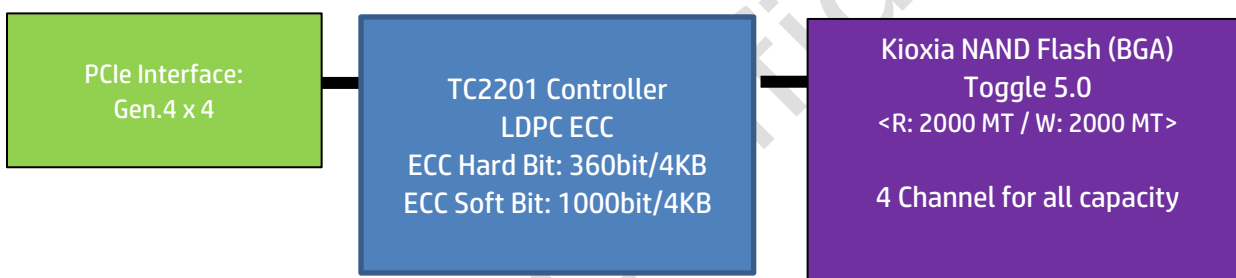 PCIe Interface:
Gen.4 x 4
TC2201 Controller
LDPC ECC
ECC Hard Bit: 360bit/4KB
ECC Soft Bit: 1000bit/4KB
Kioxia NAND Flash (BGA)
Toggle 5.0
<R: 2000 MT / W: 2000 MT>
4 Channel for all capacity